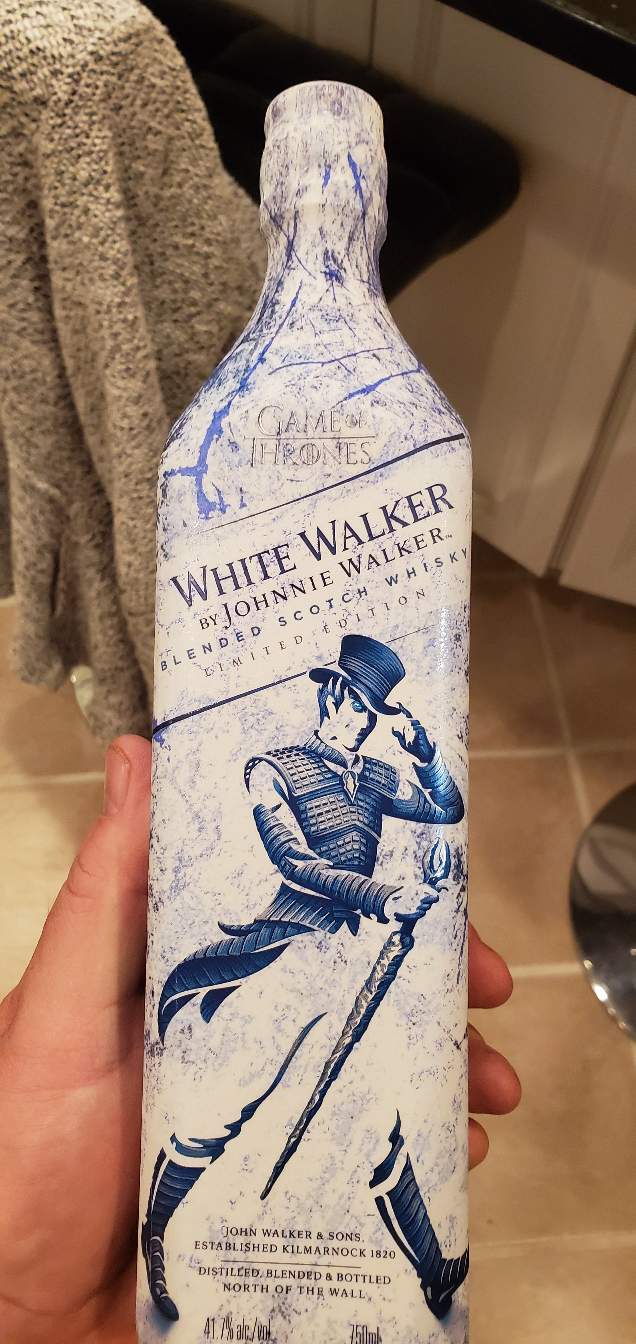 GAME OF
THRONES
WHITE WALKER
BY JOHNNIE WALKER™
BLENDED SCOTCH WHISKY
LIMITED EDITION
JOHN WALKER & SONS,
ESTABLISHED KILMARNOCK 1820
DISTILLED, BLENDED & BOTTLED
NORTH OF THE WALL
41.7% alc./vol 750ml